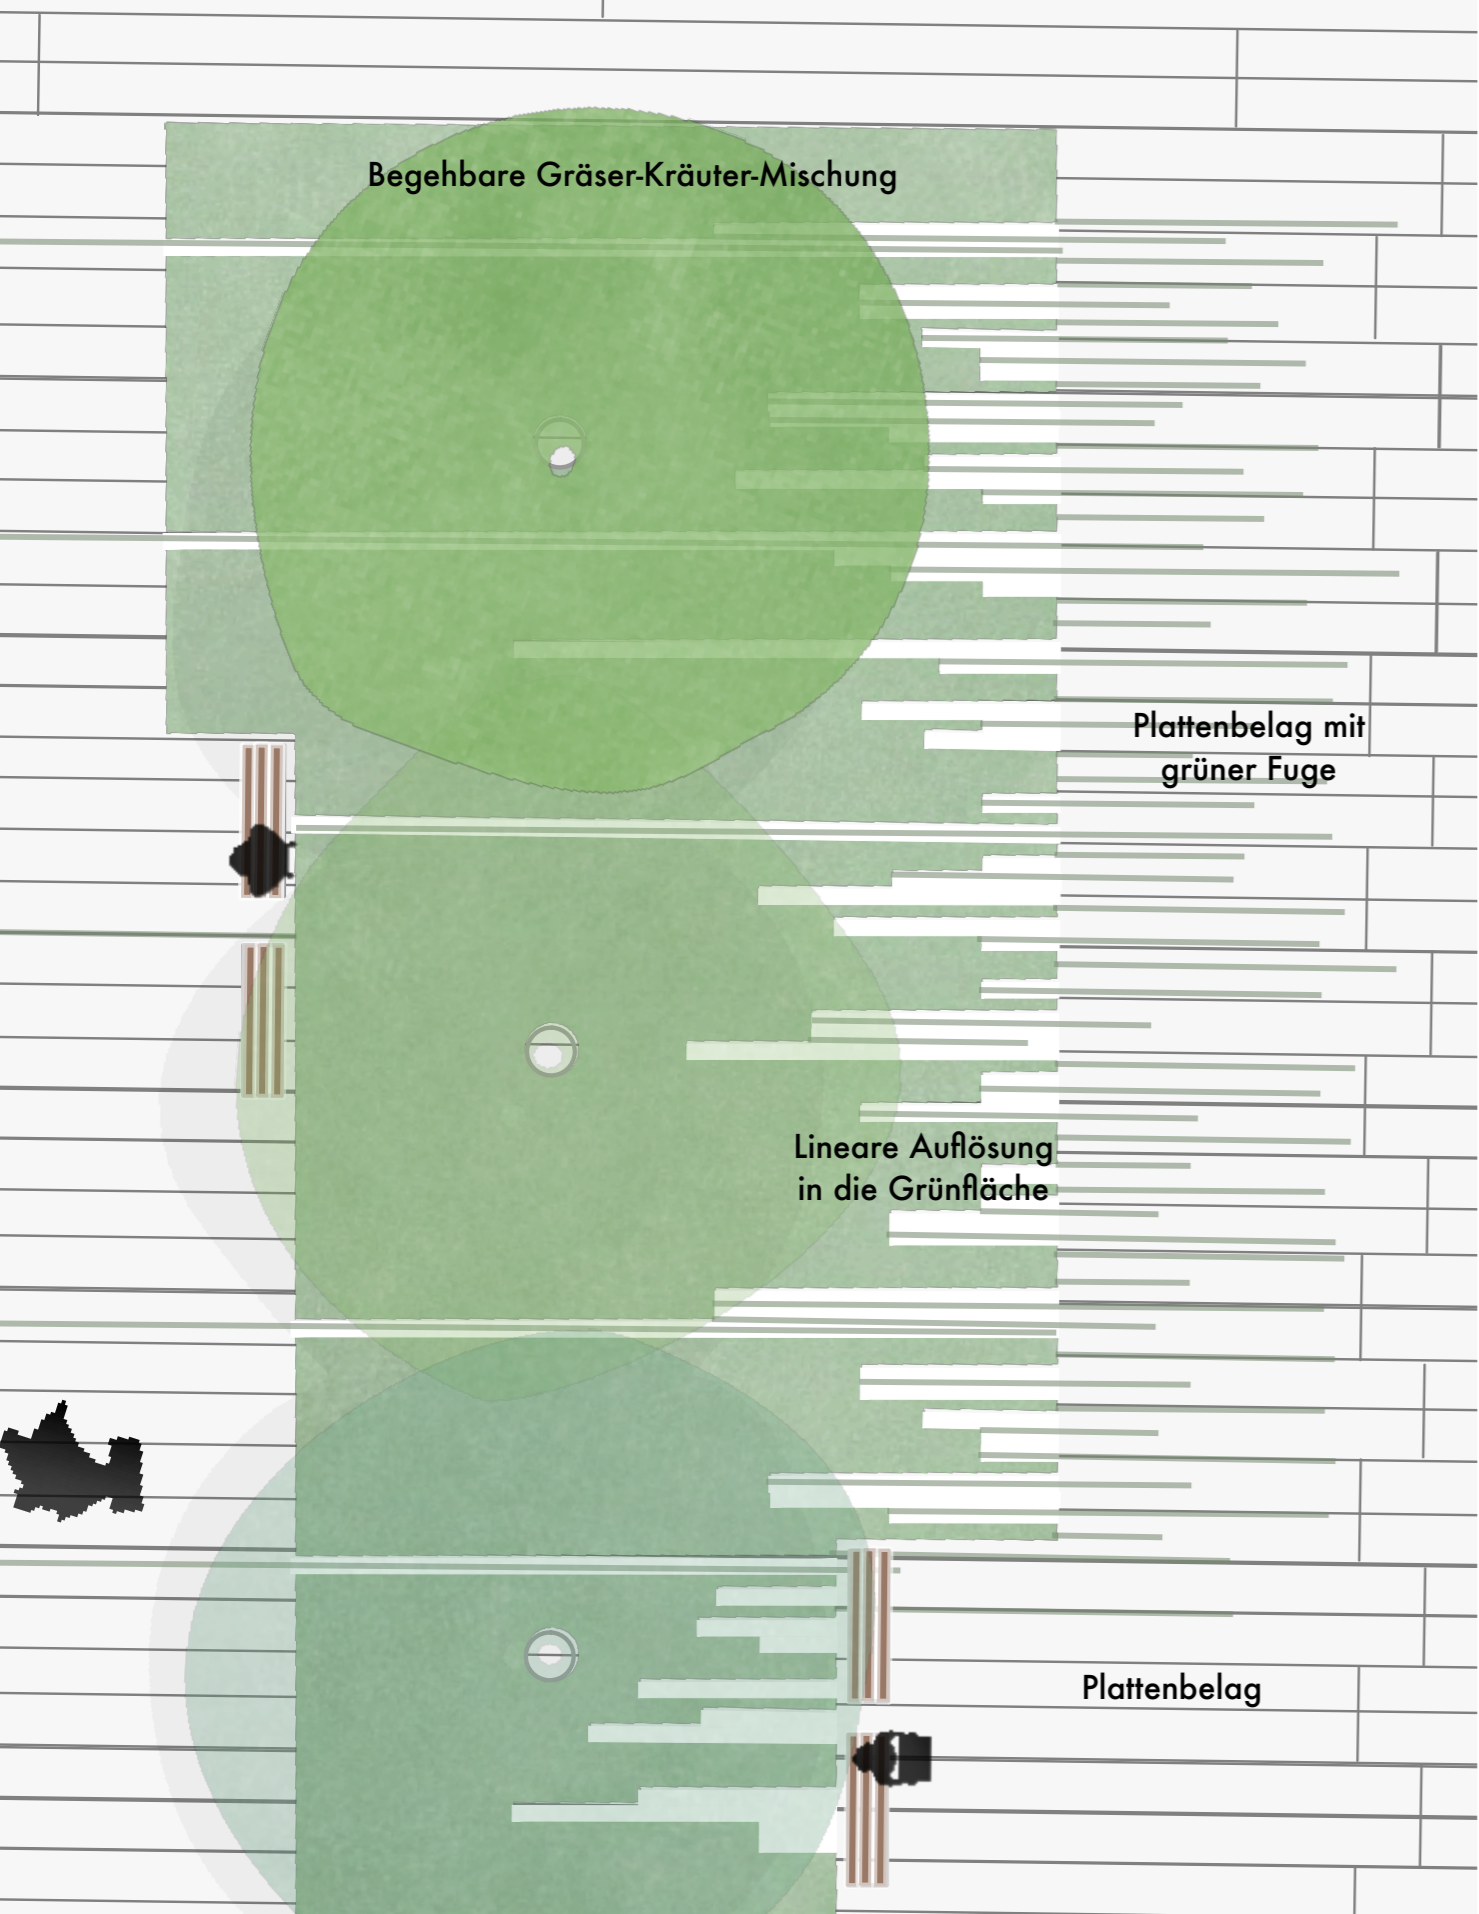 Begehbare Gräser-Kräuter-Mischung
Plattenbelag mit
grüner Fuge
Lineare Auflösung
in die Grünfläche
Plattenbelag